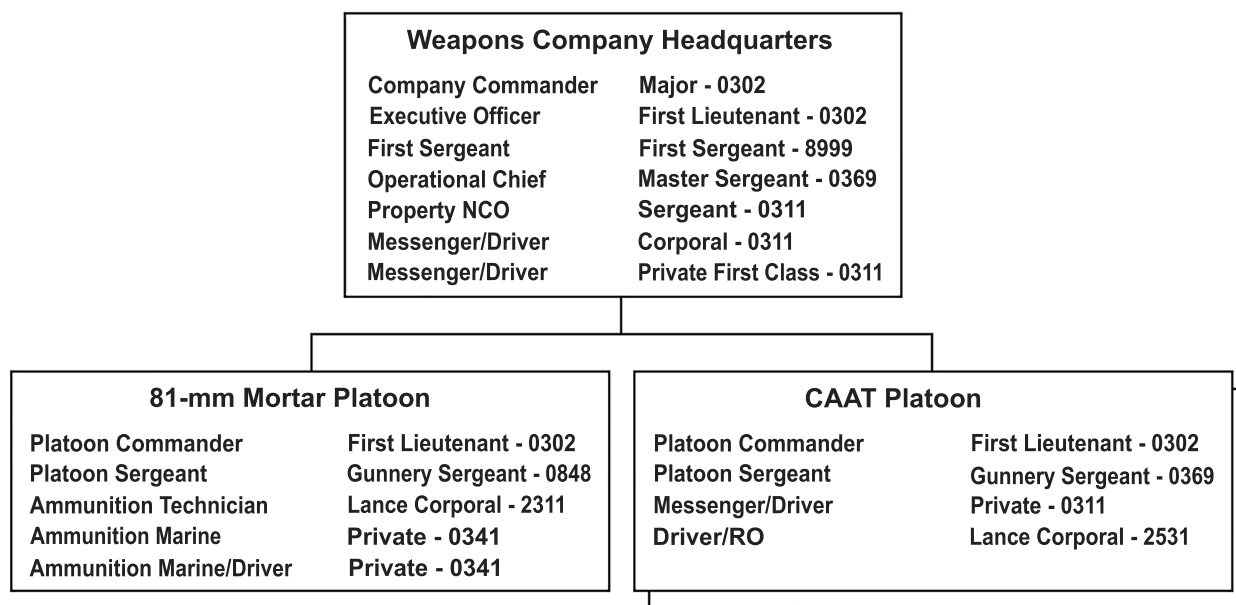 Weapons Company Headquarters
Company Commander Major - 0302
Executive Officer First Lieutenant - 0302
First Sergeant First Sergeant - 8999
Operational Chief Master Sergeant - 0369
Property NCO Sergeant - 0311
Messenger/Driver Corporal - 0311
Messenger/Driver Private First Class - 0311
81-mm Mortar Platoon
Platoon Commander First Lieutenant - 0302
Platoon Sergeant Gunnery Sergeant - 0848
Ammunition Technician Lance Corporal - 2311
Ammunition Marine Private - 0341
Ammunition Marine/Driver Private - 0341
CAAT Platoon
Platoon Commander First Lieutenant - 0302
Platoon Sergeant Gunnery Sergeant - 0369
Messenger/Driver Private - 0311
Driver/RO Lance Corporal - 2531